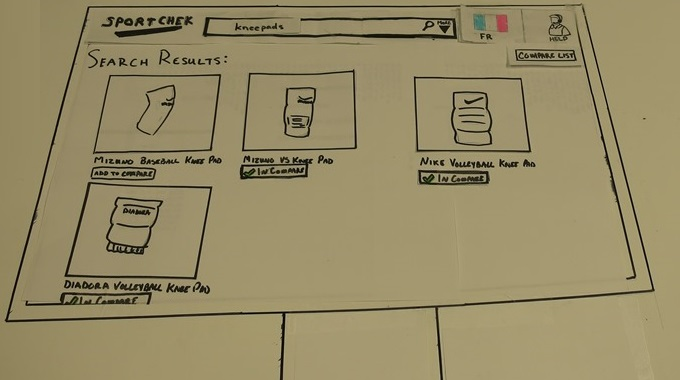 SPORTCHEK
kneepads
FR
HELP
COMPARE LIST
SEARCH RESULTS:
MIZUNO BASEBALL KNEE PAD
ADD TO COMPARE
MIZUNO VS KNEE PAD
IN COMPARE
NIKE VOLLEYBALL KNEE PAD
IN COMPARE
DIADORA
DIADORA VOLLEYBALL KNEE PAD
IN COMPARE